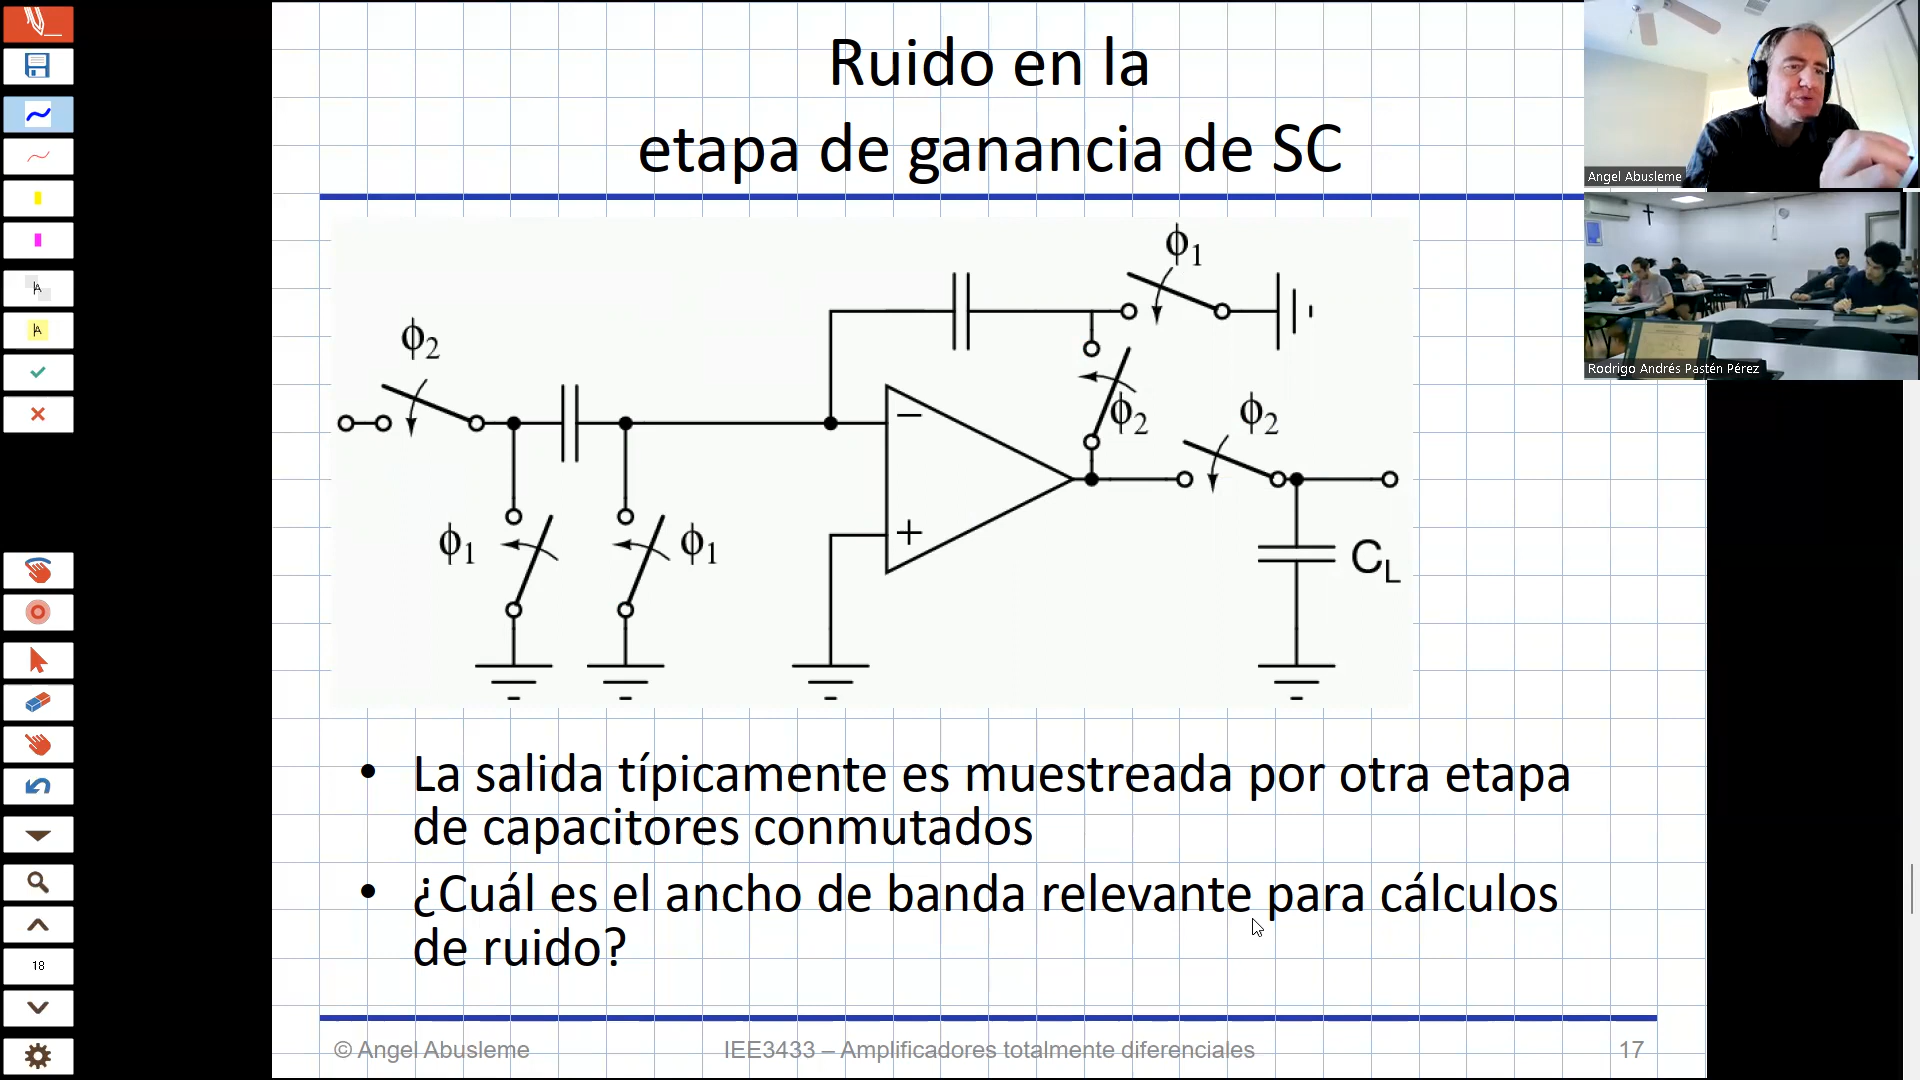 Ruido en la
etapa de ganancia de SC
ϕ1
ϕ2
ϕ2
ϕ2
−
+
ϕ1
ϕ1
CL
• La salida típicamente es muestreada por otra etapa
de capacitores conmutados
• ¿Cuál es el ancho de banda relevante para cálculos
de ruido?
© Angel Abusleme
IEE3433 – Amplificadores totalmente diferenciales
17
Angel Abusleme
Rodrigo Andrés Pastén Pérez
A
A
18